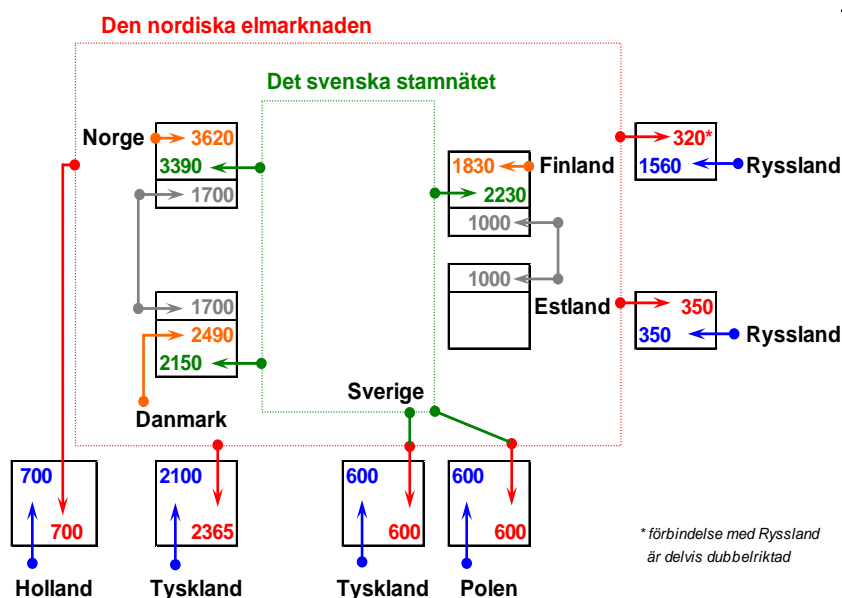 Den nordiska elmarknaden
Det svenska stamnätet
Norge
3620
3390
1700
1830
Finland
2230
1000
320*
1560
Ryssland
1000
Estland
1700
2490
2150
Danmark
350
350
Ryssland
Sverige
700
700
Holland
2100
2365
Tyskland
600
600
Tyskland
600
600
Polen
* förbindelse med Ryssland
är delvis dubbelriktad